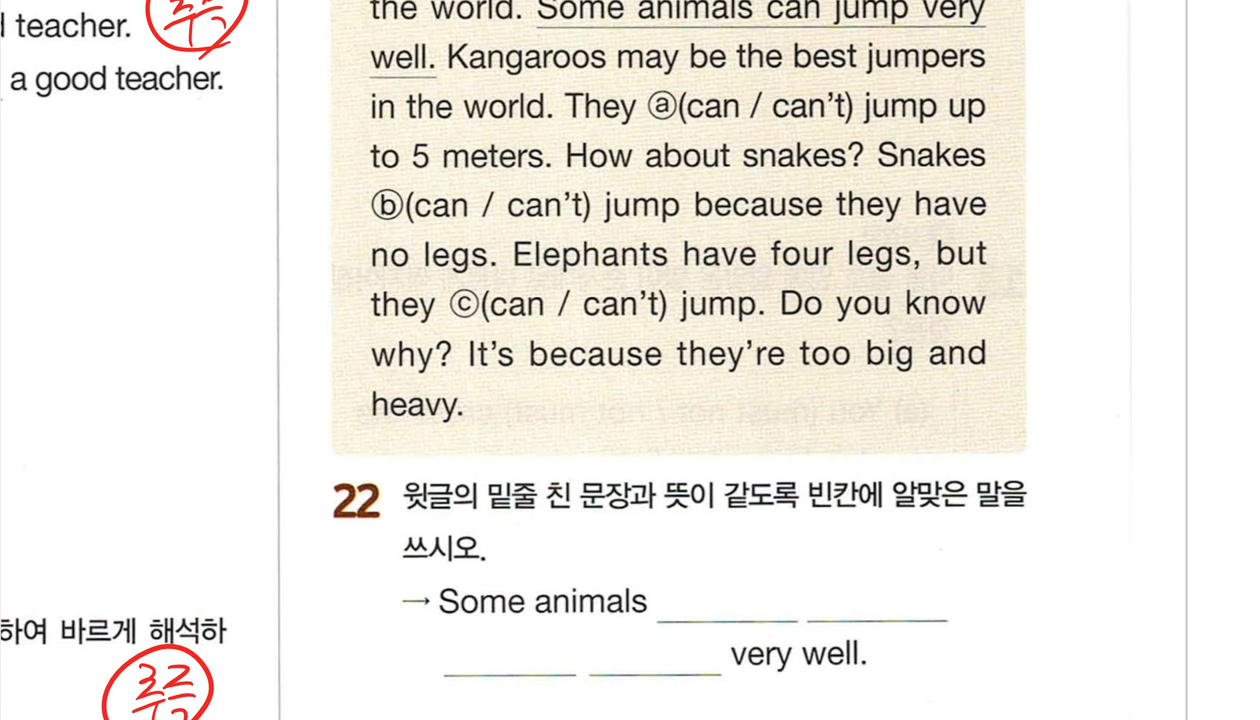 teacher.
a good teacher.
하여 바르게 해석하
the world. Some animals can jump very
well. Kangaroos may be the best jumpers
in the world. They ⓐ(can / can't) jump up
to 5 meters. How about snakes? Snakes
ⓑ(can / can't) jump because they have
no legs. Elephants have four legs, but
they ⓒ(can / can't) jump. Do you know
why? It's because they're too big and
heavy.
22 윗글의 밑줄 친 문장과 뜻이 같도록 빈칸에 알맞은 말을
쓰시오.
→ Some animals
very well.